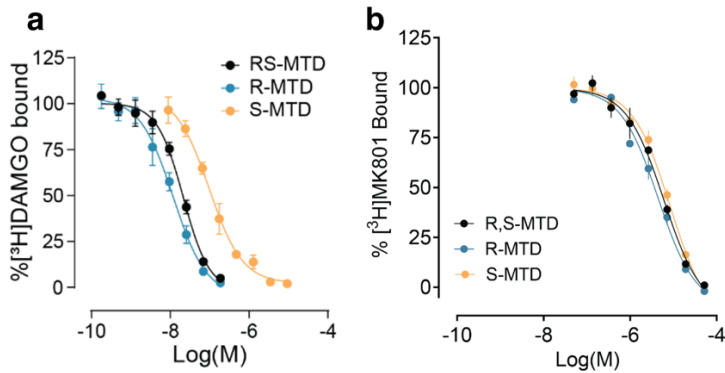 a
%[³H]DAMGO bound
125
100
75
50
25
0
-10
-8
-6
-4
Log(M)
RS-MTD
R-MTD
S-MTD
b
% [³H]MK801 Bound
125
100
75
50
25
0
-10
-8
-6
-4
Log(M)
R,S-MTD
R-MTD
S-MTD